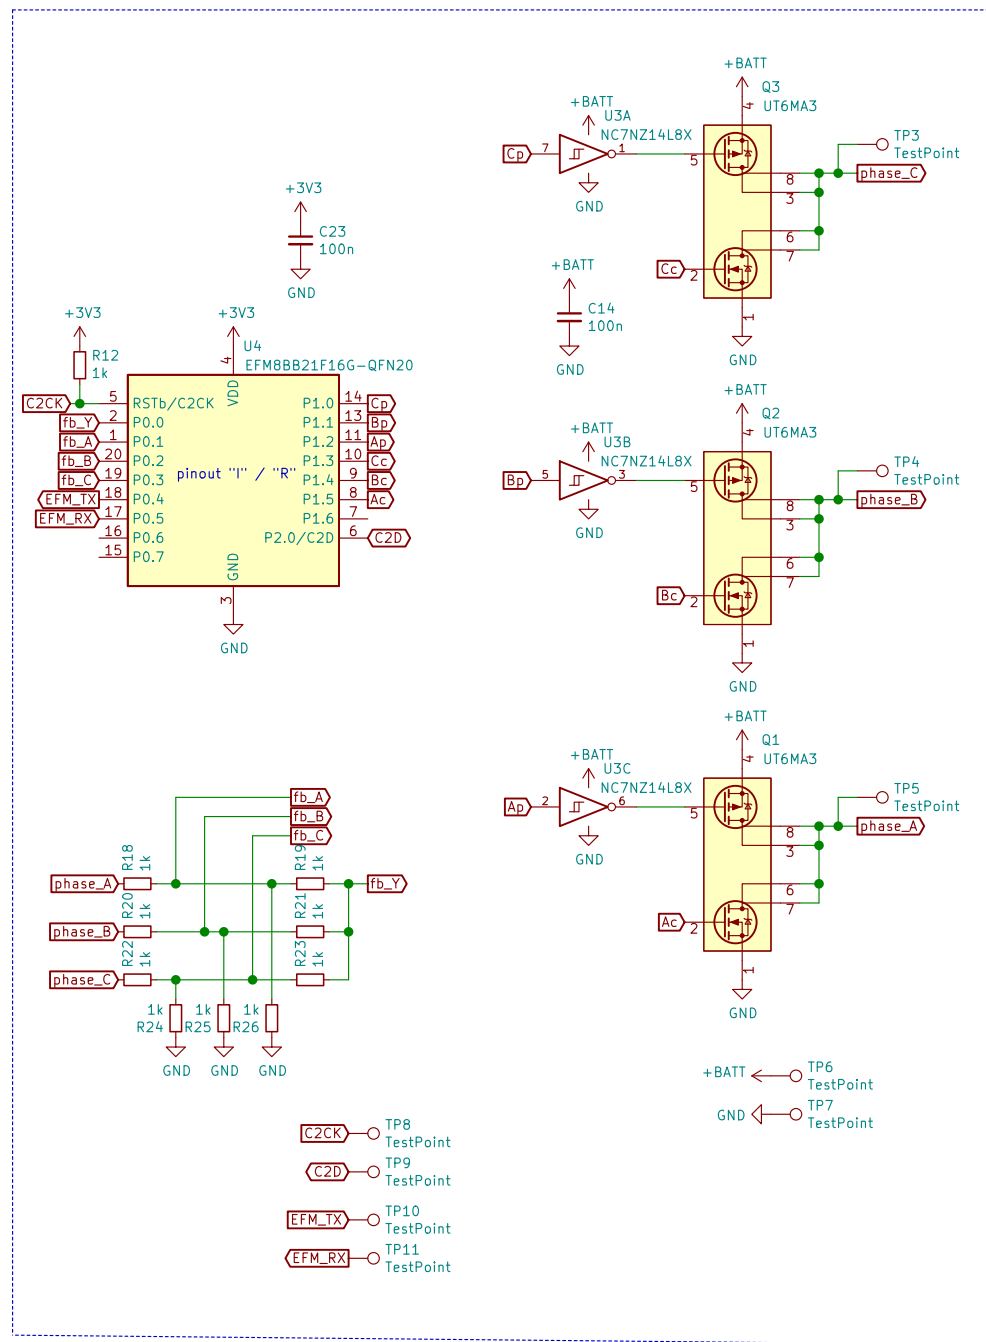 +3V3
C23
100n
GND
+3V3
R12
1k
+3V3
U4
EFM8BB21F16G-QFN20
4
VDD
C2CK 5 RSTb/C2CK P1.0 14 Cp
fb_Y 2 P0.0 P1.1 13 Bp
fb_A 1 P0.1 P1.2 11 Ap
fb_B 20 P0.2 P1.3 10 Cc
fb_C 19 P0.3 P1.4 9 Bc
pinout "I" / "R"
EFM_TX 18 P0.4 P1.5 8 Ac
EFM_RX 17 P0.5 P1.6 7
16 P0.6 P2.0/C2D 6 C2D
15 P0.7
GND
3
GND
+BATT
U3A
NC7NZ14L8X
Cp 7 1
GND
+BATT
Q3
UT6MA3
4
5
8
3
6
7
Cc 2
1
GND
TP3
TestPoint
phase_C
+BATT
C14
100n
GND
+BATT
U3B
NC7NZ14L8X
Bp 5 3
GND
+BATT
Q2
UT6MA3
4
5
8
3
6
7
Bc 2
1
GND
TP4
TestPoint
phase_B
+BATT
U3C
NC7NZ14L8X
Ap 2 6
GND
+BATT
Q1
UT6MA3
4
5
8
3
6
7
Ac 2
1
GND
TP5
TestPoint
phase_A
fb_A
fb_B
fb_C
R18
1k
R19
1k
phase_A
fb_Y
R20
1k
R21
1k
phase_B
R22
1k
R23
1k
phase_C
1k
R24
1k
R25
1k
R26
GND
GND
GND
+BATT
TP6
TestPoint
GND
TP7
TestPoint
C2CK
TP8
TestPoint
C2D
TP9
TestPoint
EFM_TX
TP10
TestPoint
EFM_RX
TP11
TestPoint